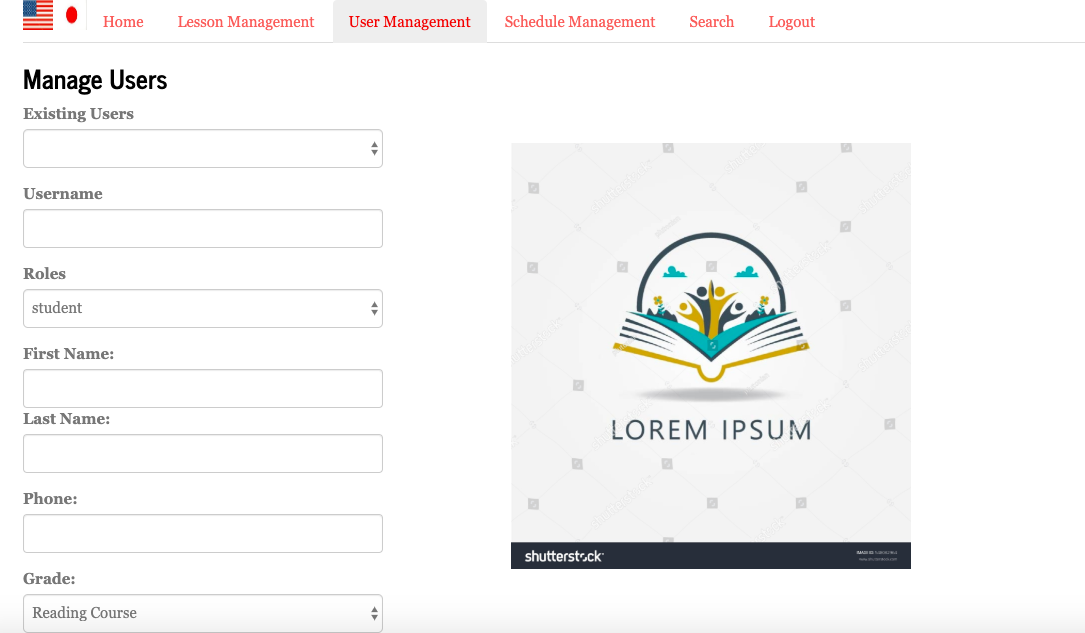 Home Lesson Management User Management Schedule Management Search Logout
Manage Users
Existing Users
Username
Roles
student
First Name:
Last Name:
Phone:
Grade:
Reading Course
LOREM IPSUM
shutterstock